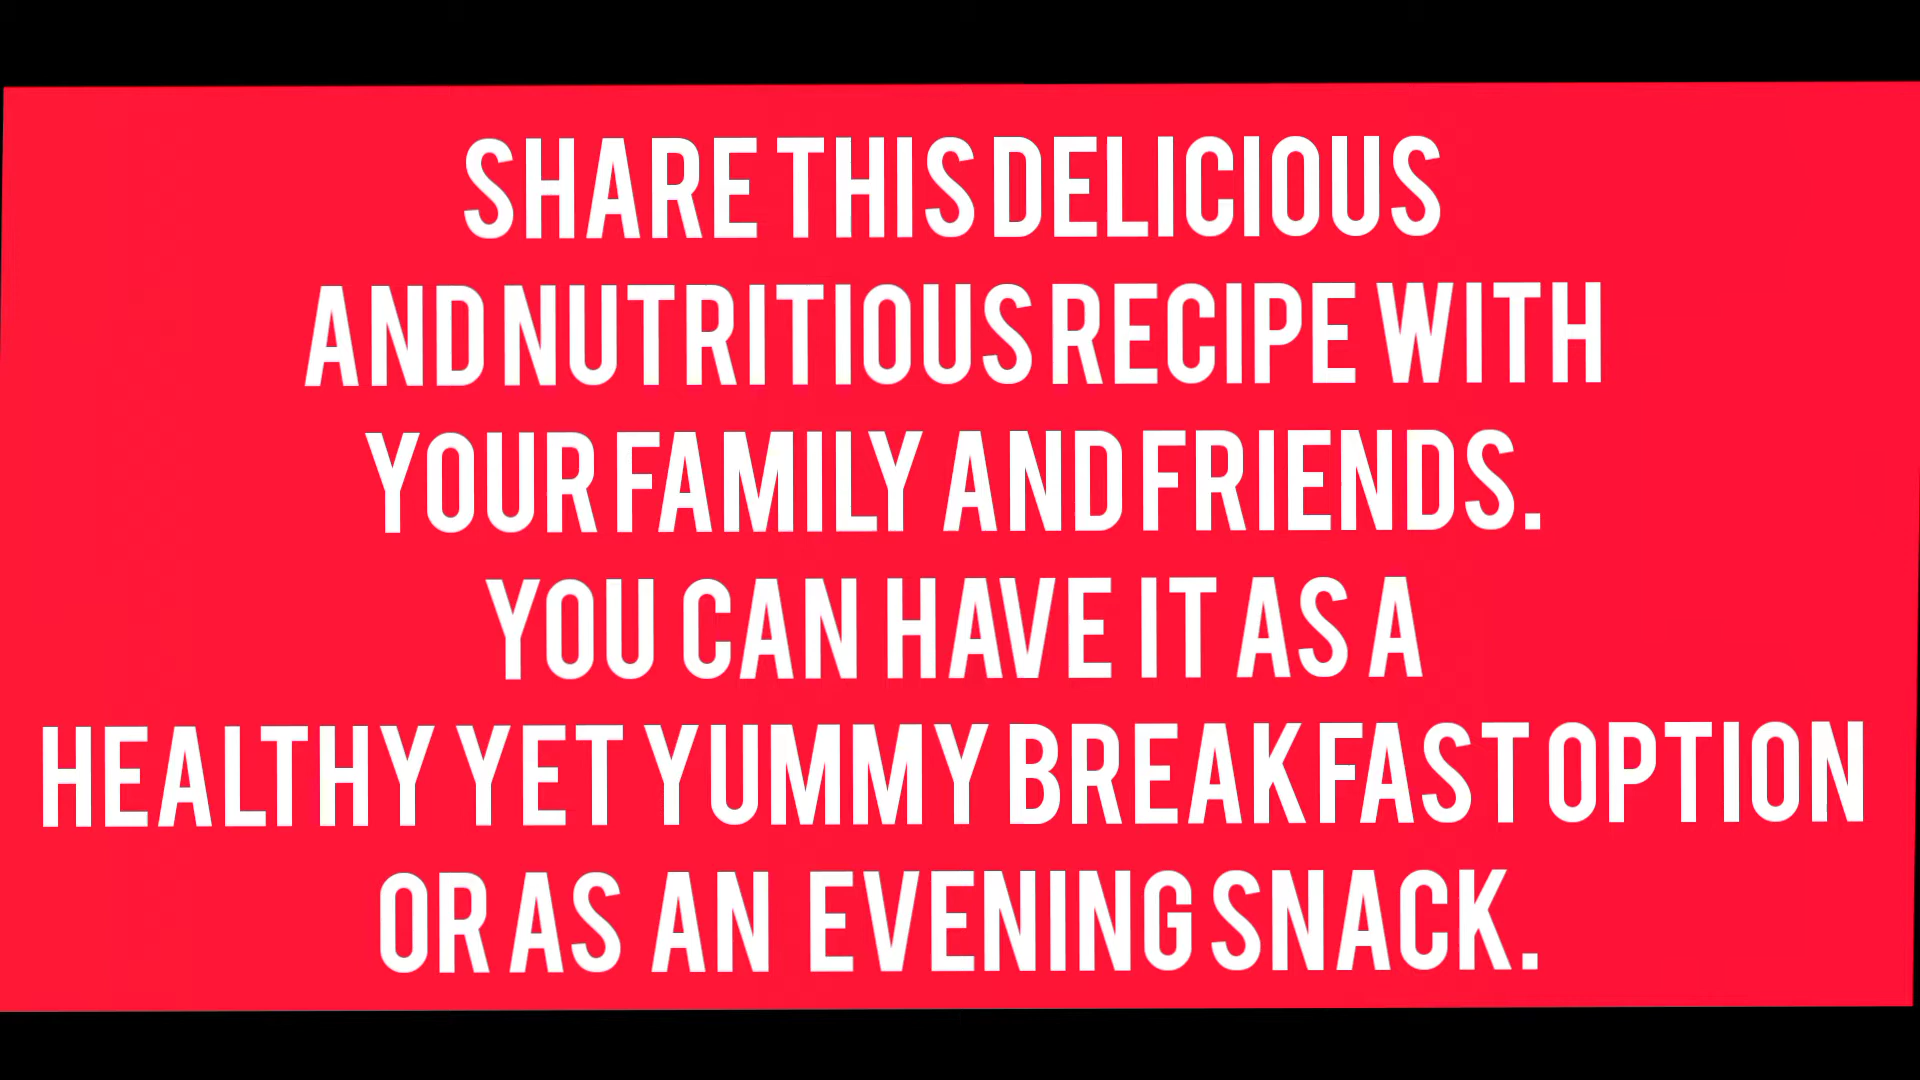 SHARE THIS DELICIOUS
AND NUTRITIOUS RECIPE WITH
YOUR FAMILY AND FRIENDS.
YOU CAN HAVE IT AS A
HEALTHY YET YUMMY BREAKFAST OPTION
OR AS AN EVENING SNACK.